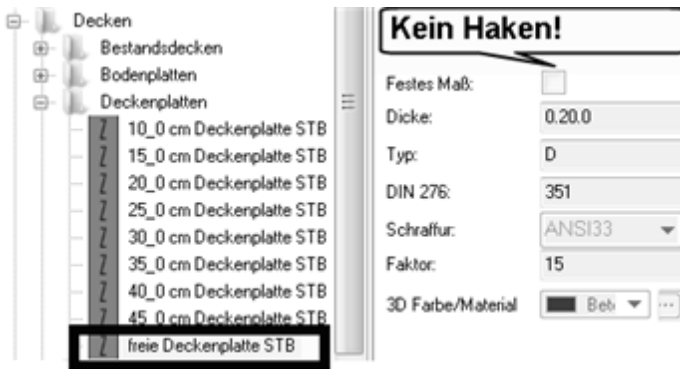 Decken
Bestandsdecken
Bodenplatten
Deckenplatten
10_0 cm Deckenplatte STB
15_0 cm Deckenplatte STB
20_0 cm Deckenplatte STB
25_0 cm Deckenplatte STB
30_0 cm Deckenplatte STB
35_0 cm Deckenplatte STB
40_0 cm Deckenplatte STB
45_0 cm Deckenplatte STB
freie Deckenplatte STB
Kein Haken!
Festes Maß:
Dicke: 0.20.0
Typ: D
DIN 276: 351
Schraffur: ANSI33
Faktor: 15
3D Farbe/Material Bet ...